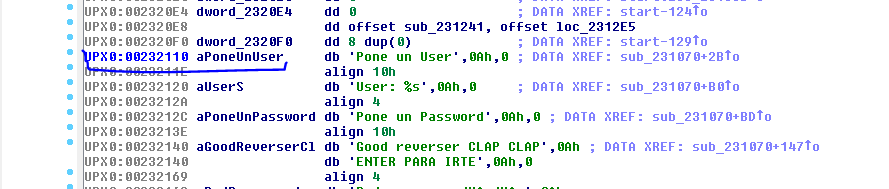 UPX0:002320E4 dword_2320E4 dd 0 ; DATA XREF: start-124↑o
UPX0:002320E8 dd offset sub_231241, offset loc_2312E5
UPX0:002320F0 dword_2320F0 dd 8 dup(0) ; DATA XREF: start-129↑o
UPX0:00232110 aPoneUnUser db 'Pone un User',0Ah,0 ; DATA XREF: sub_231070+2B↑o
UPX0:0023211E align 10h
UPX0:00232120 aUserS db 'User: %s',0Ah,0 ; DATA XREF: sub_231070+B0↑o
UPX0:0023212A align 4
UPX0:0023212C aPoneUnPassword db 'Pone un Password',0Ah,0 ; DATA XREF: sub_231070+BD↑o
UPX0:0023213E align 10h
UPX0:00232140 aGoodReverserCl db 'Good reverser CLAP CLAP',0Ah ; DATA XREF: sub_231070+147↑o
UPX0:00232140 db 'ENTER PARA IRTE',0Ah,0
UPX0:00232169 align 4